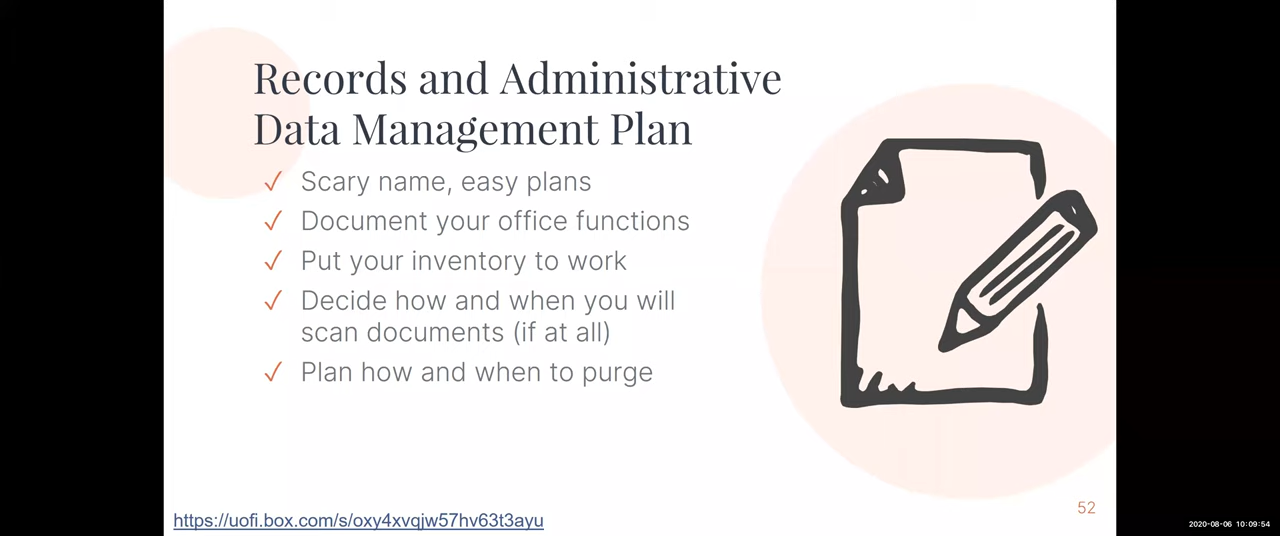 Records and Administrative
Data Management Plan
✓ Scary name, easy plans
✓ Document your office functions
✓ Put your inventory to work
✓ Decide how and when you will
scan documents (if at all)
✓ Plan how and when to purge
52
https://uofi.box.com/s/oxy4xvqjw57hv63t3ayu
2020-08-06 10:09:54